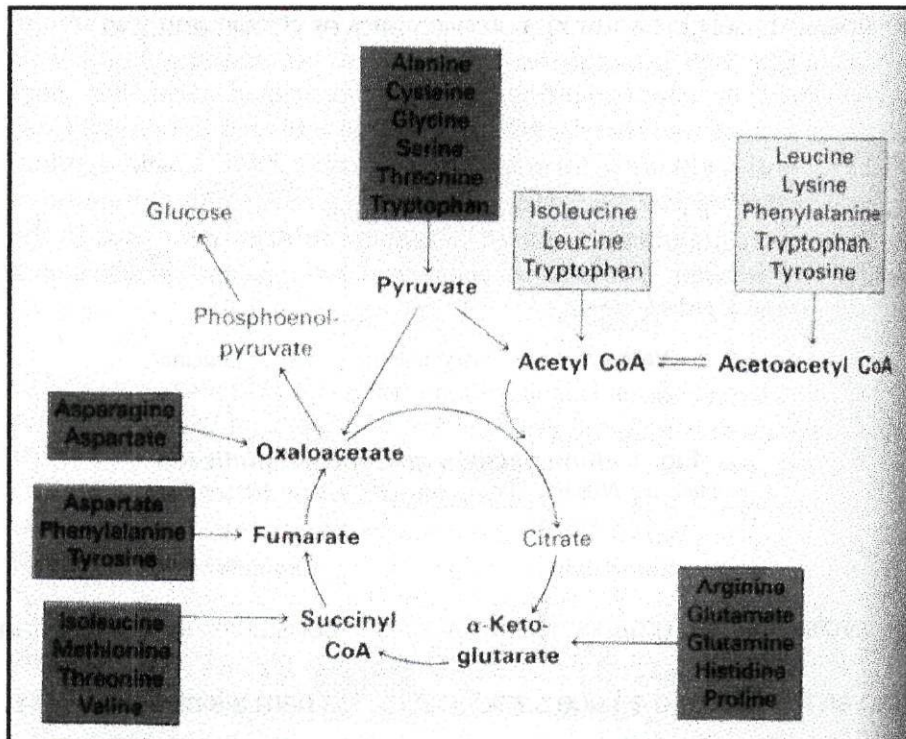 Alanine
Cysteine
Glycine
Serine
Threonine
Tryptophan
Leucine
Lysine
Phenylalanine
Tryptophan
Tyrosine
Isoleucine
Leucine
Tryptophan
Glucose
Pyruvate
Phosphoenol-
pyruvate
Acetyl CoA
Acetoacetyl CoA
Asparagine
Aspartate
Oxaloacetate
Aspartate
Phenylalanine
Tyrosine
Fumarate
Citrate
Isoleucine
Methionine
Threonine
Valine
Succinyl
CoA
α-Keto-
glutarate
Arginine
Glutamate
Glutamine
Histidine
Proline